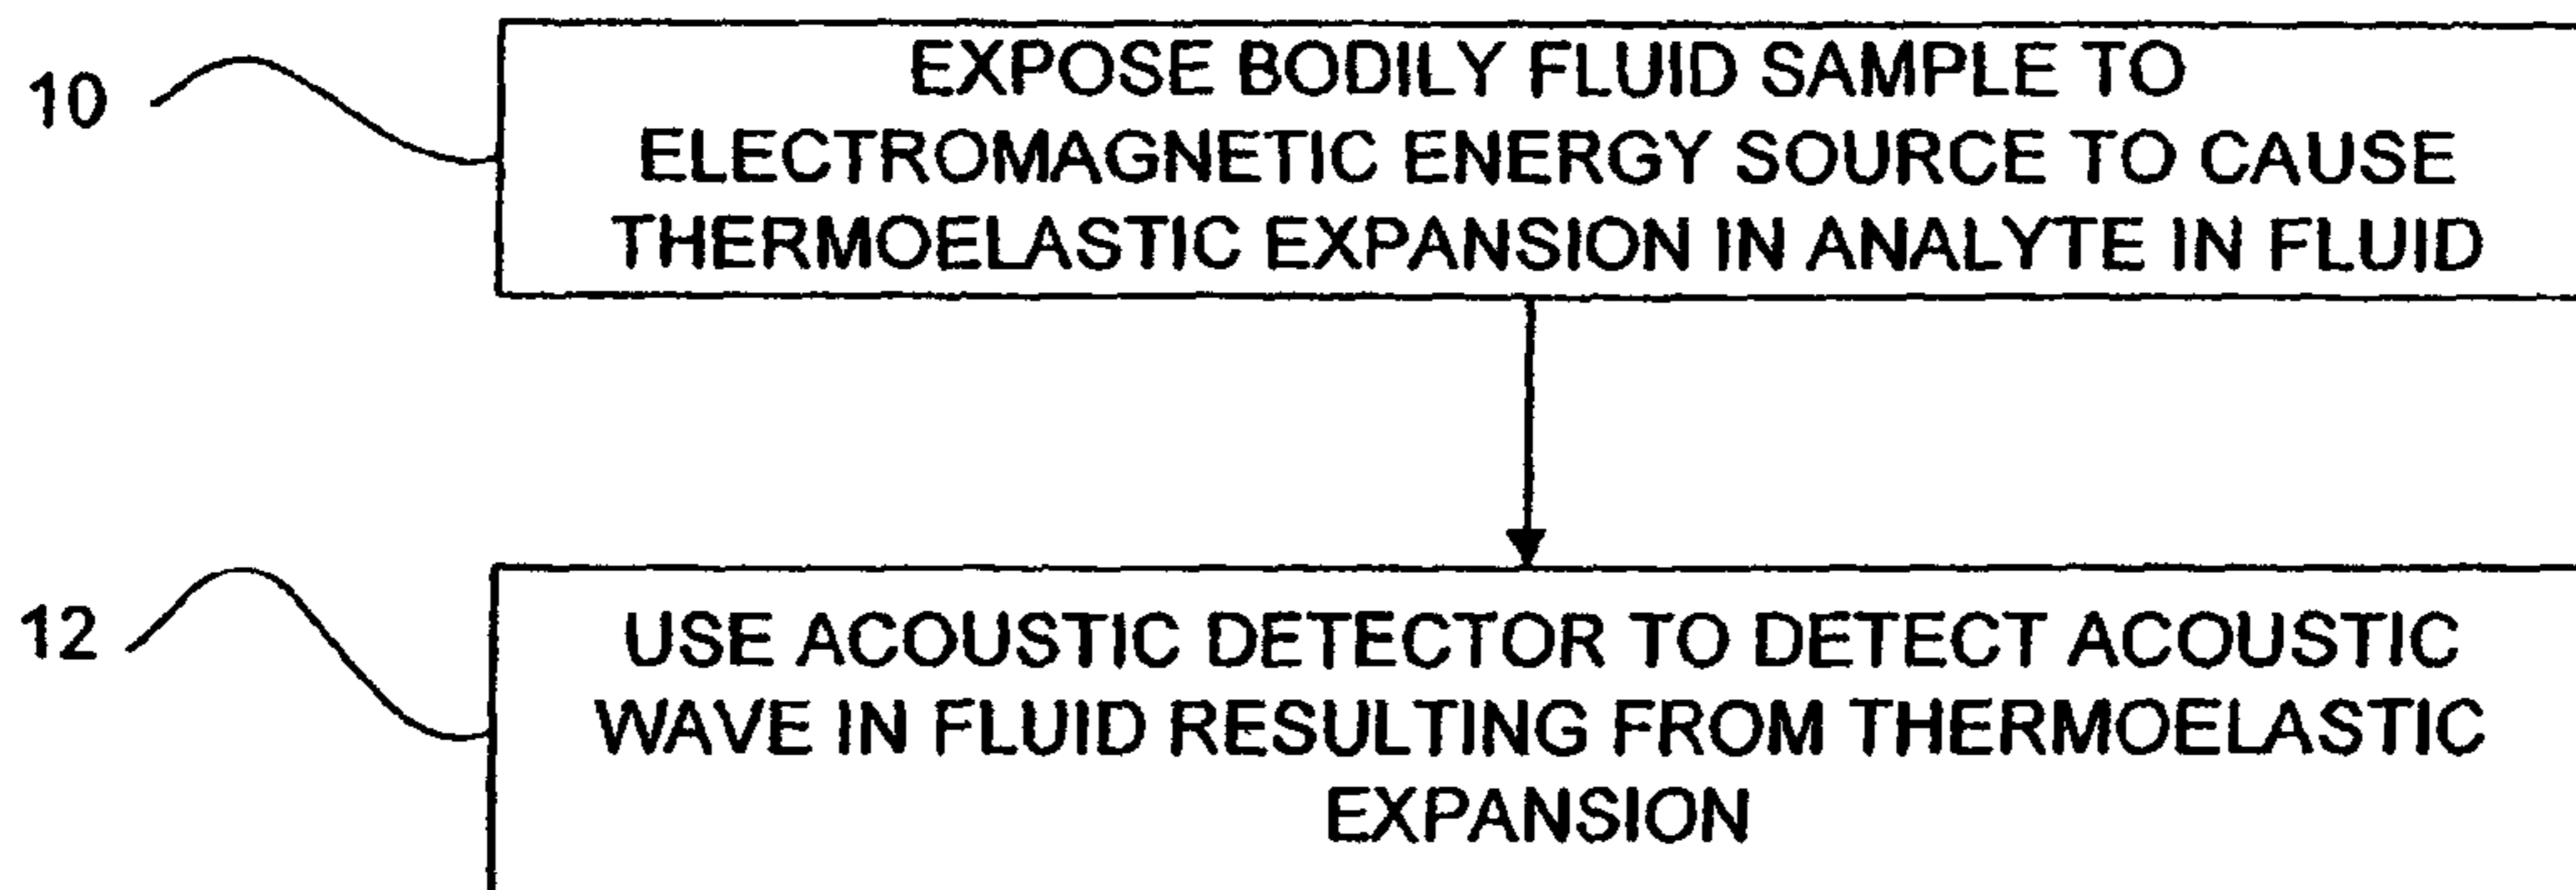 10
EXPOSE BODILY FLUID SAMPLE TO
ELECTROMAGNETIC ENERGY SOURCE TO CAUSE
THERMOELASTIC EXPANSION IN ANALYTE IN FLUID
12
USE ACOUSTIC DETECTOR TO DETECT ACOUSTIC
WAVE IN FLUID RESULTING FROM THERMOELASTIC
EXPANSION